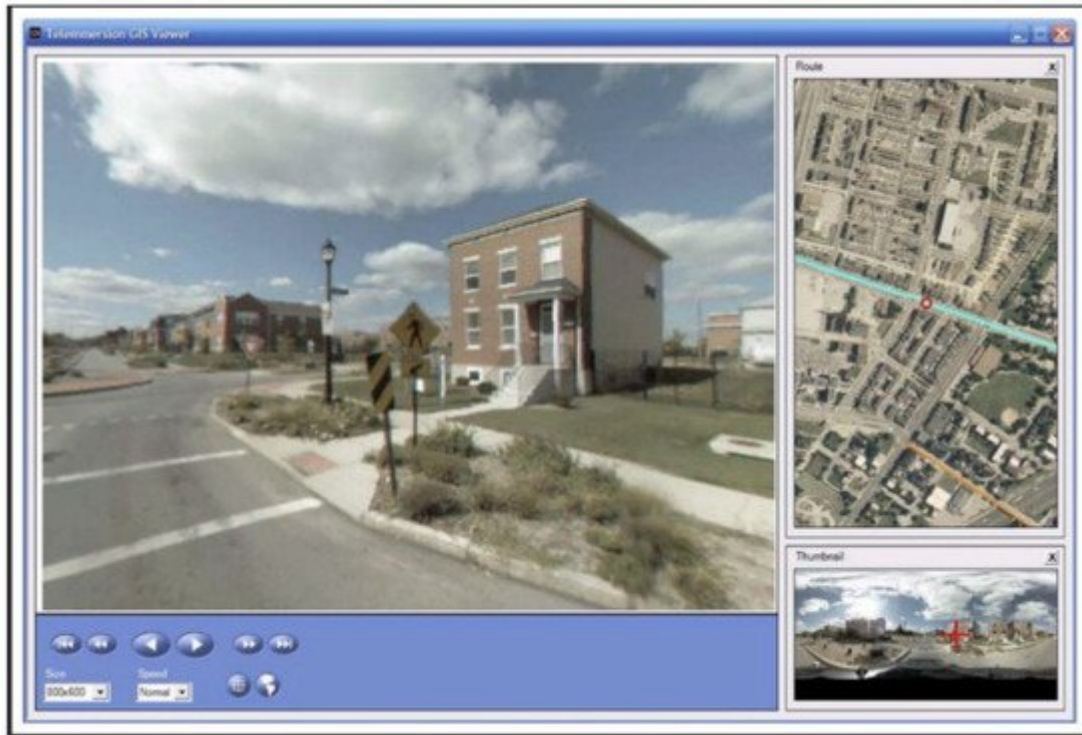 Telemmersion GIS Viewer
Route
X
Thumbnail
X
Size
Speed
800x600
Normal